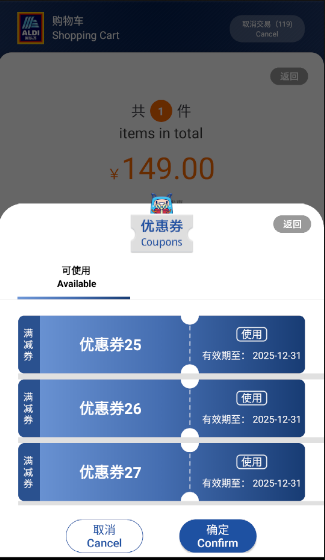 ALDI
购物车
Shopping Cart
取消交易（119）
Cancel
返回
共 1 件
items in total
￥149.00
优惠券
Coupons
返回
可使用
Available
满减券
优惠券25
使用
有效期至： 2025-12-31
满减券
优惠券26
使用
有效期至： 2025-12-31
满减券
优惠券27
使用
有效期至： 2025-12-31
取消
Cancel
确定
Confirm